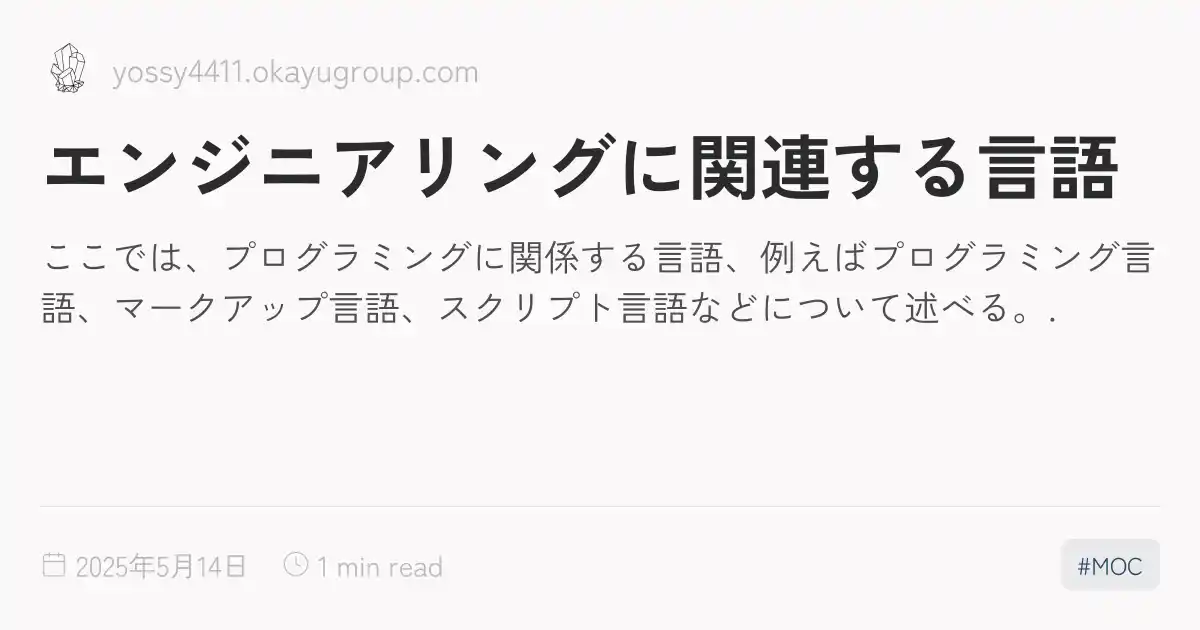 yossy4411.okayugroup.com
エンジニアリングに関連する言語
ここでは、プログラミングに関係する言語、例えばプログラミング言
語、マークアップ言語、スクリプト言語などについて述べる。.
2025年5月14日
1 min read
#MOC